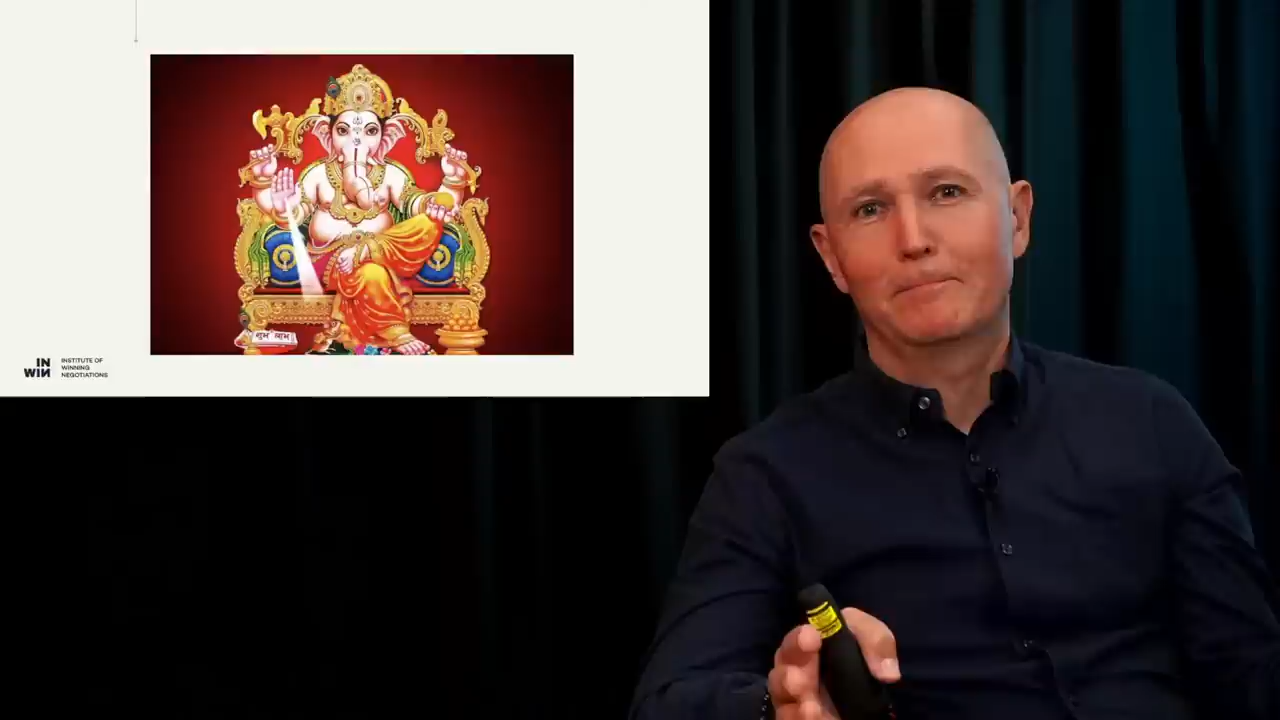 शुभ लाभ
IN
WIN
INSTITUTE OF
WINNING
NEGOTIATIONS